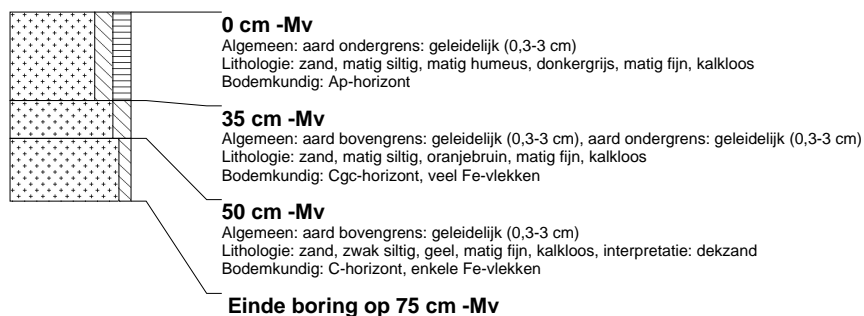 0 cm -Mv
Algemeen: aard ondergrens: geleidelijk (0,3-3 cm)
Lithologie: zand, matig siltig, matig humeus, donkergrijs, matig fijn, kalkloos
Bodemkundig: Ap-horizont
35 cm -Mv
Algemeen: aard bovengrens: geleidelijk (0,3-3 cm), aard ondergrens: geleidelijk (0,3-3 cm)
Lithologie: zand, matig siltig, oranjebruin, matig fijn, kalkloos
Bodemkundig: Cgc-horizont, veel Fe-vlekken
50 cm -Mv
Algemeen: aard bovengrens: geleidelijk (0,3-3 cm)
Lithologie: zand, zwak siltig, geel, matig fijn, kalkloos, interpretatie: dekzand
Bodemkundig: C-horizont, enkele Fe-vlekken
Einde boring op 75 cm -Mv